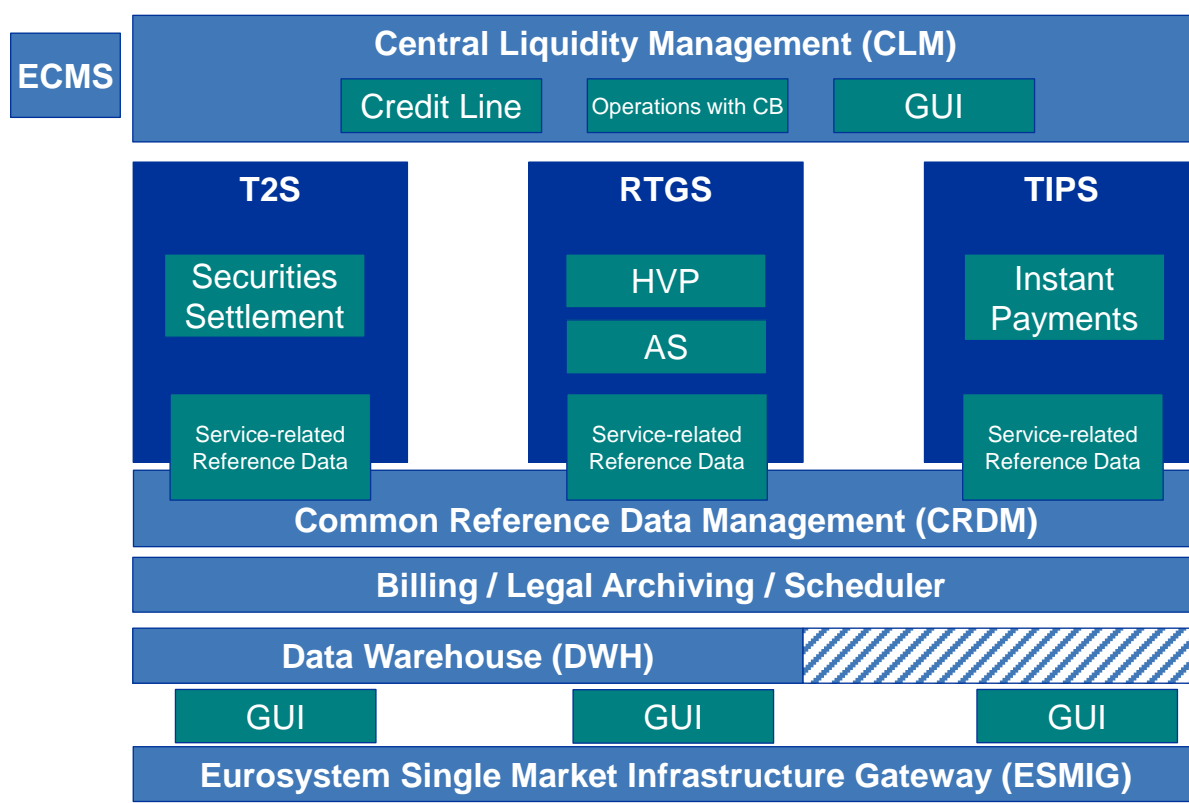 Central Liquidity Management (CLM)
ECMS
Credit Line
Operations with CB
GUI
T2S
RTGS
TIPS
Securities
Settlement
HVP
AS
Instant
Payments
Service-related
Reference Data
Service-related
Reference Data
Service-related
Reference Data
Common Reference Data Management (CRDM)
Billing / Legal Archiving / Scheduler
Data Warehouse (DWH)
GUI
GUI
GUI
Eurosystem Single Market Infrastructure Gateway (ESMIG)